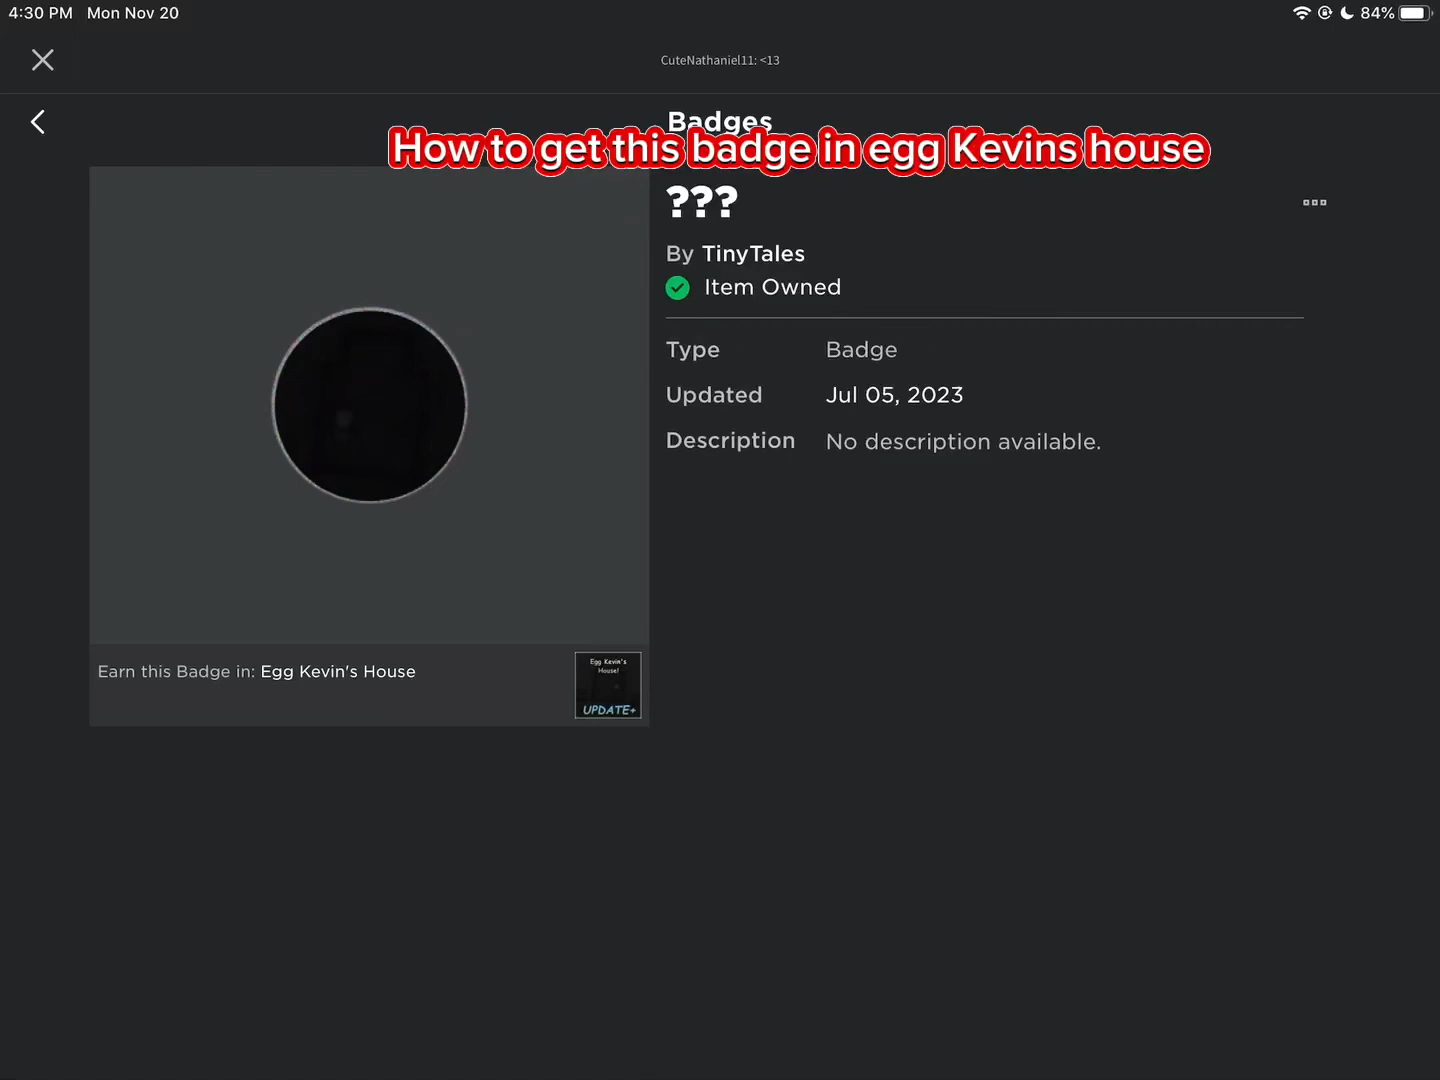 4:30 PM Mon Nov 20
84%
CuteNathaniel11: <13
Badges
How to get this badge in egg Kevins house
???
By TinyTales
Item Owned
Type Badge
Updated Jul 05, 2023
Description No description available.
Earn this Badge in: Egg Kevin's House
Egg Kevin's
House!
UPDATE+